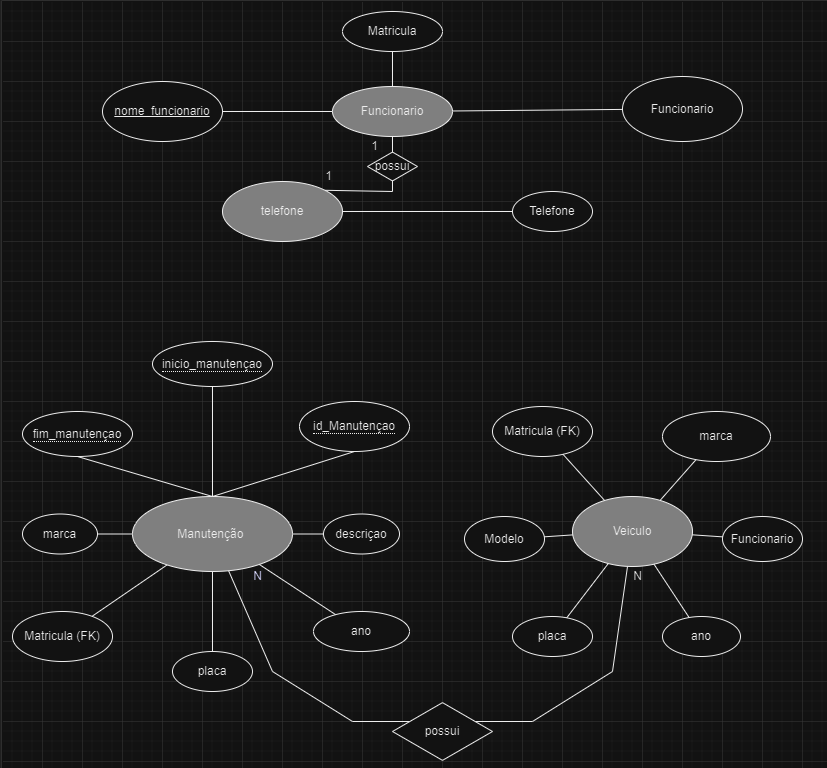 Matricula
nome_funcionario
Funcionario
Funcionario
1
possui
1
telefone
Telefone
inicio_manutençao
fim_manutençao
id_Manutençao
Matricula (FK)
marca
marca
Manutenção
descriçao
Modelo
Veiculo
Funcionario
N
N
Matricula (FK)
ano
placa
ano
placa
possui